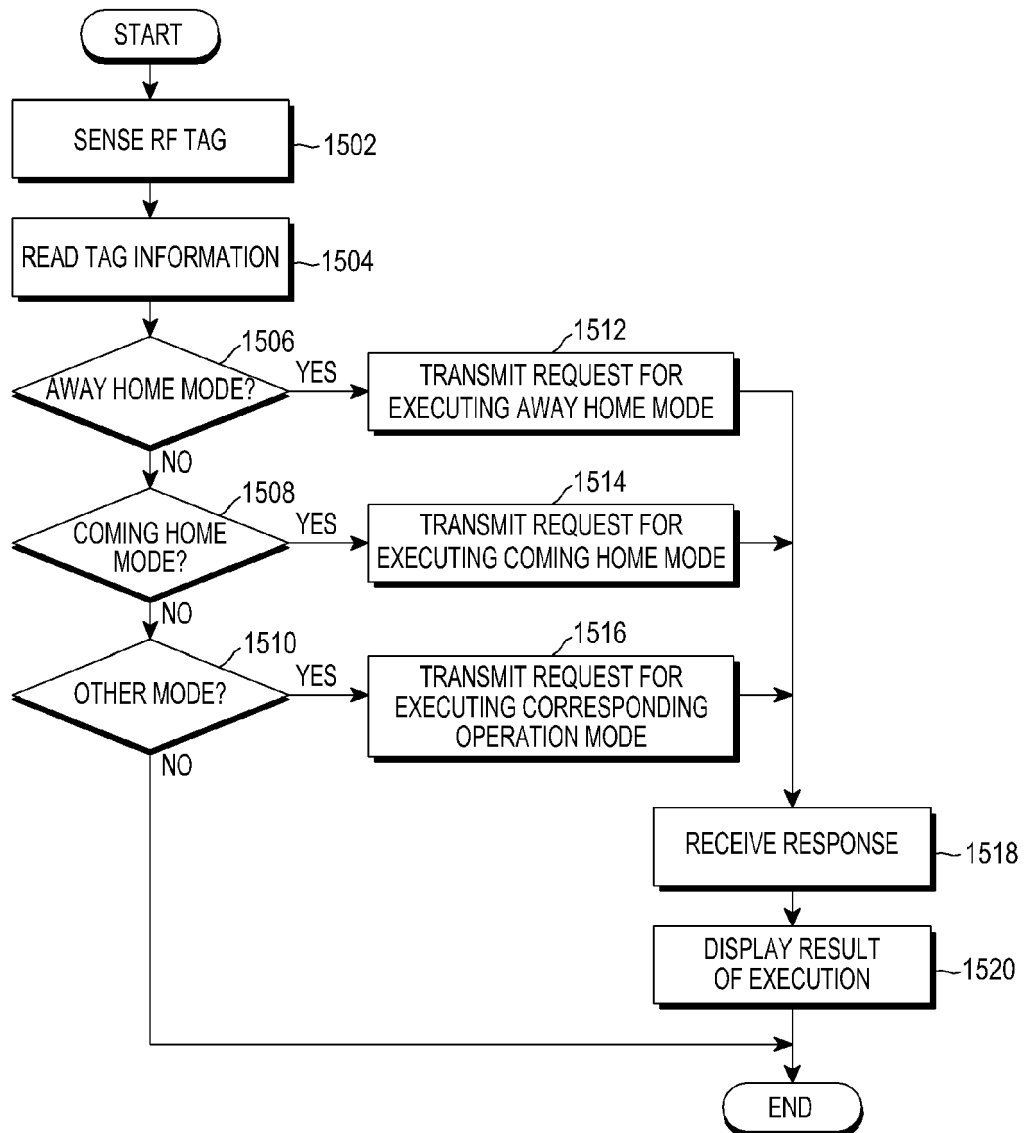 START
SENSE RF TAG
1502
READ TAG INFORMATION
1504
1506
AWAY HOME MODE?
YES
1512
TRANSMIT REQUEST FOR
EXECUTING AWAY HOME MODE
NO
1508
COMING HOME
MODE?
YES
1514
TRANSMIT REQUEST FOR
EXECUTING COMING HOME MODE
NO
1510
OTHER MODE?
YES
1516
TRANSMIT REQUEST FOR
EXECUTING CORRESPONDING
OPERATION MODE
NO
RECEIVE RESPONSE
1518
DISPLAY RESULT
OF EXECUTION
1520
END